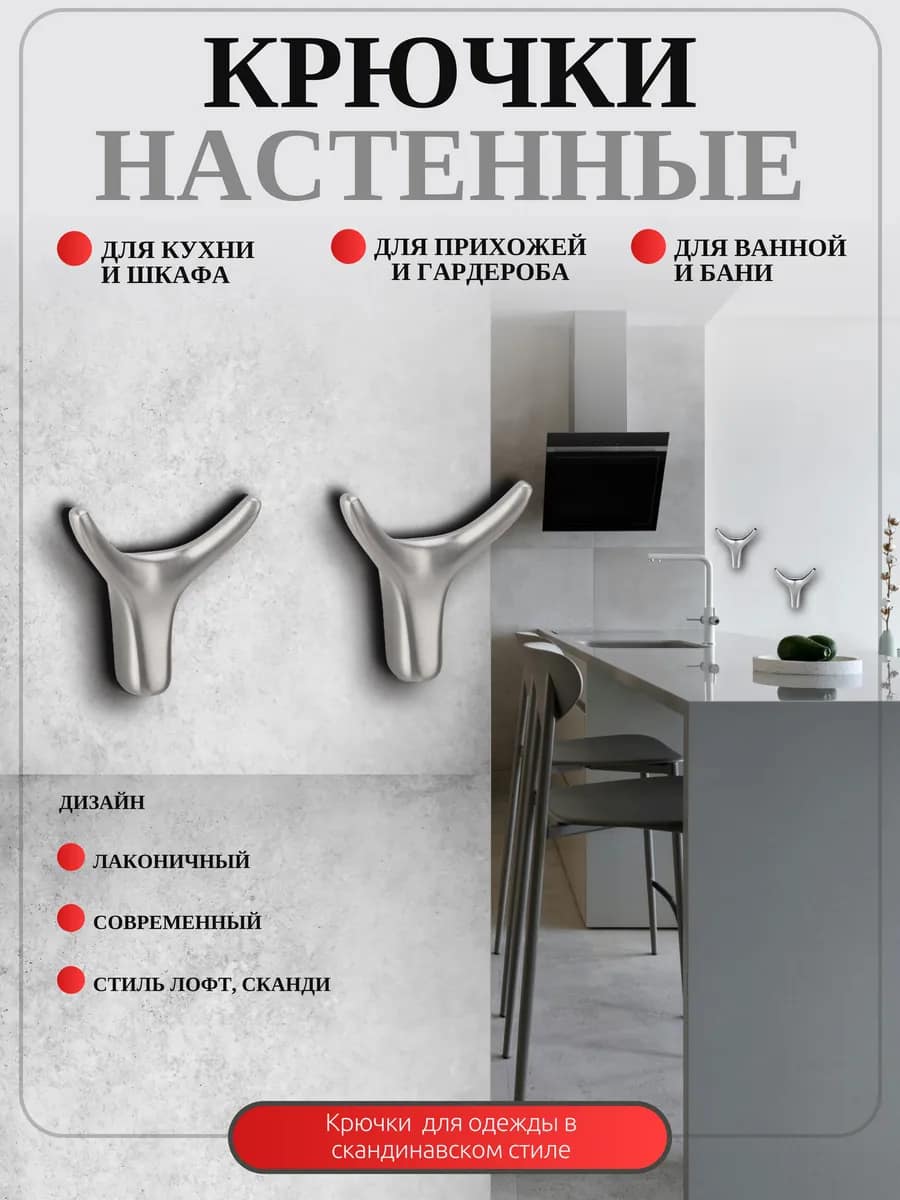 КРЮЧКИ
НАСТЕННЫЕ
ДЛЯ КУХНИ
И ШКАФА
ДЛЯ ПРИХОЖЕЙ
И ГАРДЕРОБА
ДЛЯ ВАННОЙ
И БАНИ
ДИЗАЙН
ЛАКОНИЧНЫЙ
СОВРЕМЕННЫЙ
СТИЛЬ ЛОФТ, СКАНДИ
Крючки для одежды в
скандинавском стиле